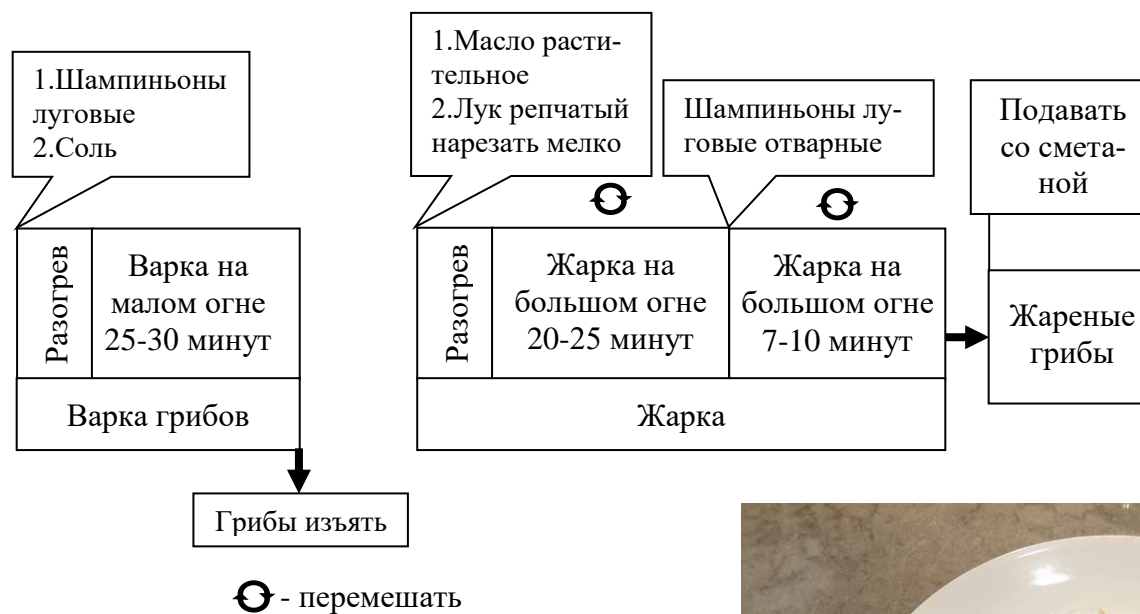 1.Шампиньоны
луговые
2.Соль
Разогрев
Варка на
малом огне
25-30 минут
Варка грибов
Грибы изъять
1.Масло расти-
тельное
2.Лук репчатый
нарезать мелко
Шампиньоны лу-
говые отварные
Разогрев
Жарка на
большом огне
20-25 минут
Жарка на
большом огне
7-10 минут
Жарка
Подавать
со смета-
ной
Жареные
грибы
- перемешать